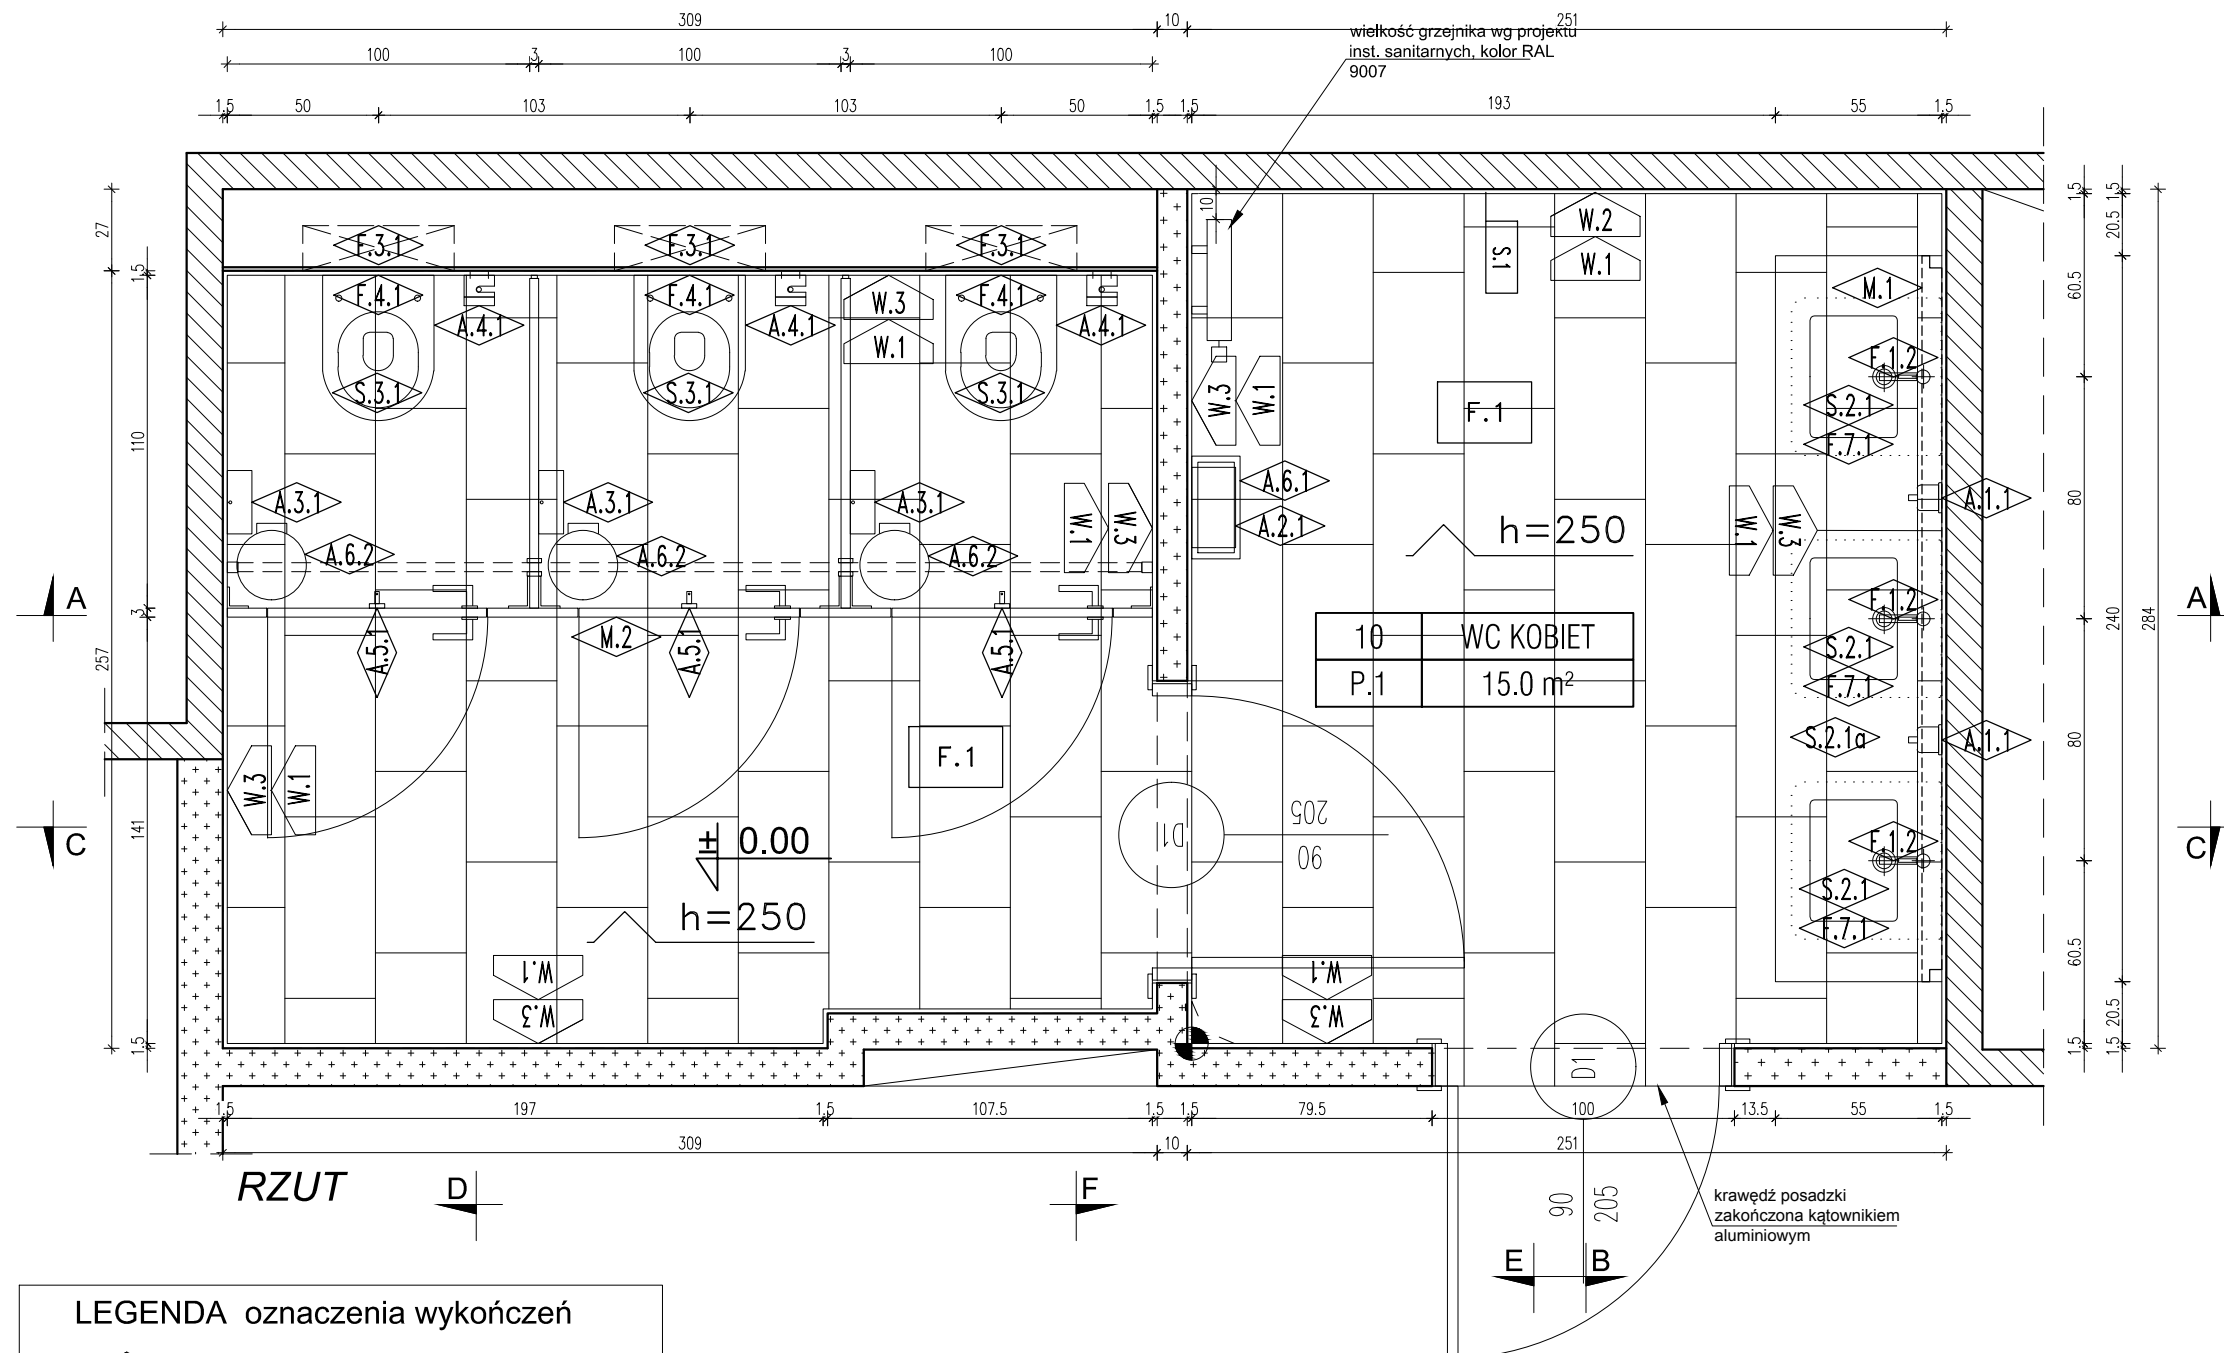 309
10
251
wielkość grzejnika wg projektu
inst. sanitarnych, kolor RAL
9007
100
3
100
3
100
1.5
50
103
103
50
1.5
1.5
193
55
1.5
27
1.5
110
3
257
141
1.5
10
F.3.1
F.3.1
F.3.1
F.4.1
F.4.1
F.4.1
A.4.1
A.4.1
A.4.1
W.3
W.1
S.3.1
S.3.1
S.3.1
A.3.1
A.3.1
A.3.1
A.6.2
A.6.2
A.6.2
W.1
W.3
A.5.1
M.2
A.5.1
A.5.1
W.3
W.1
F.1
± 0.00
h=250
W.1
W.3
W.2
W.1
S.1
W.3
W.1
F.1
A.6.1
A.2.1
h=250
10 WC KOBIET
P.1 15.0 m²
W.1
W.3
M.1
F.1.2
S.2.1
F.7.1
A.1.1
F.1.2
S.2.1
F.7.1
S.2.1a
A.1.1
F.1.2
S.2.1
F.7.1
D1
205
90
W.1
W.3
D1
90
205
1.5
60.5
80
80
60.5
1.5
1.5
20.5
240
20.5
1.5
284
A
A
C
C
1.5
197
1.5
107.5
1.5
1.5
79.5
100
13.5
55
1.5
309
10
251
RZUT
D
F
E
B
krawędź posadzki
zakończona kątownikiem
aluminiowym
LEGENDA oznaczenia wykończeń